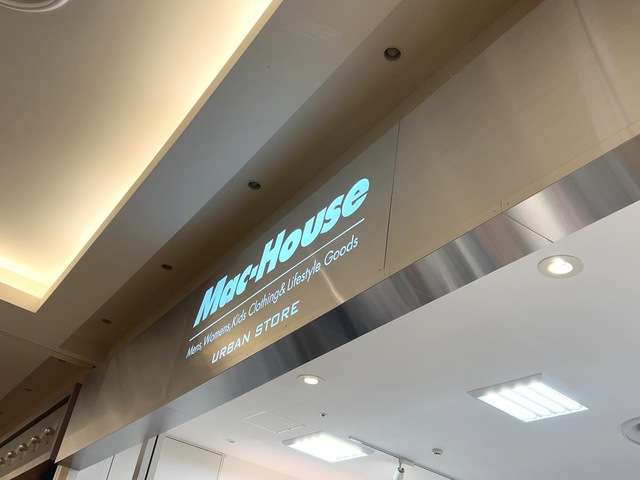 Mac-House
Mens, Womens, Kids Clothing & Lifestyle Goods
URBAN STORE